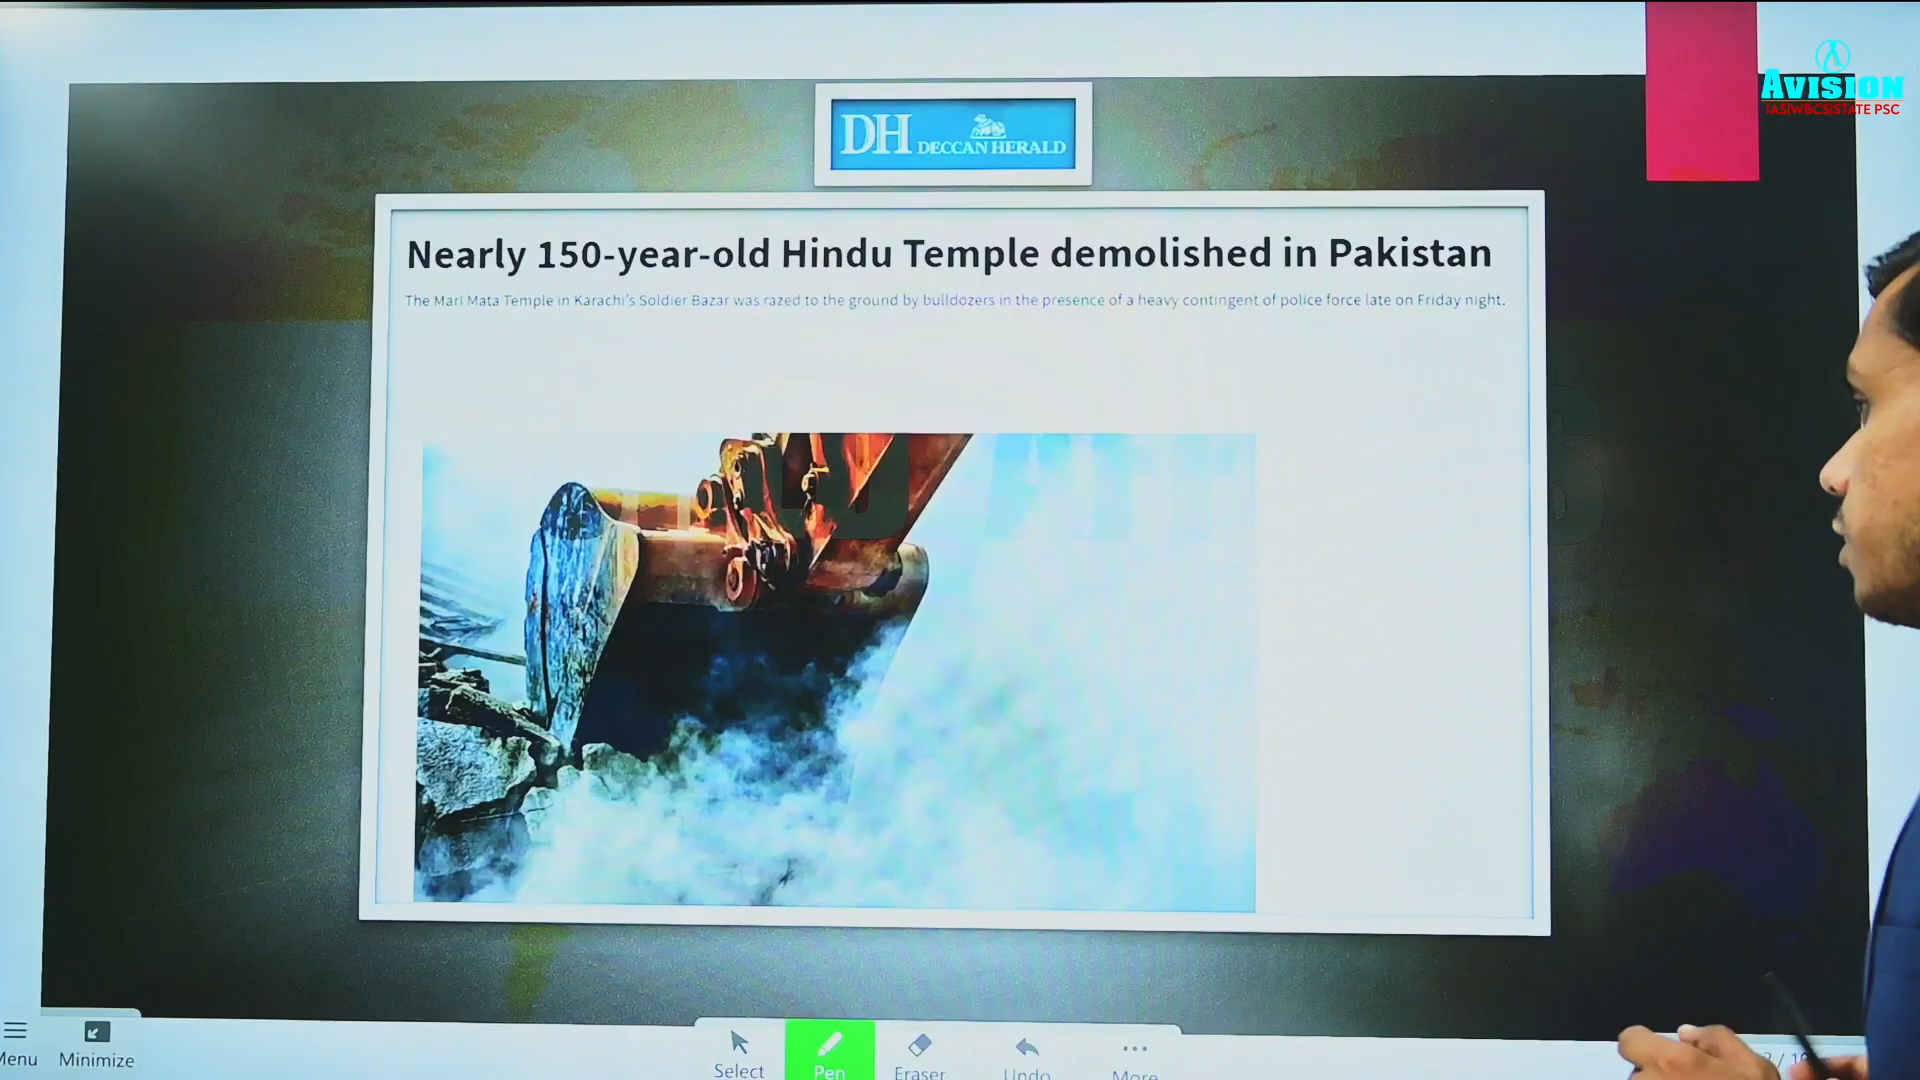 AVISION
IAS|WBCS|STATE PSC
DH DECCAN HERALD
Nearly 150-year-old Hindu Temple demolished in Pakistan
The Mari Mata Temple in Karachi's Soldier Bazar was razed to the ground by bulldozers in the presence of a heavy contingent of police force late on Friday night.
Menu
Minimize
Select
Pen
Eraser
Undo
More